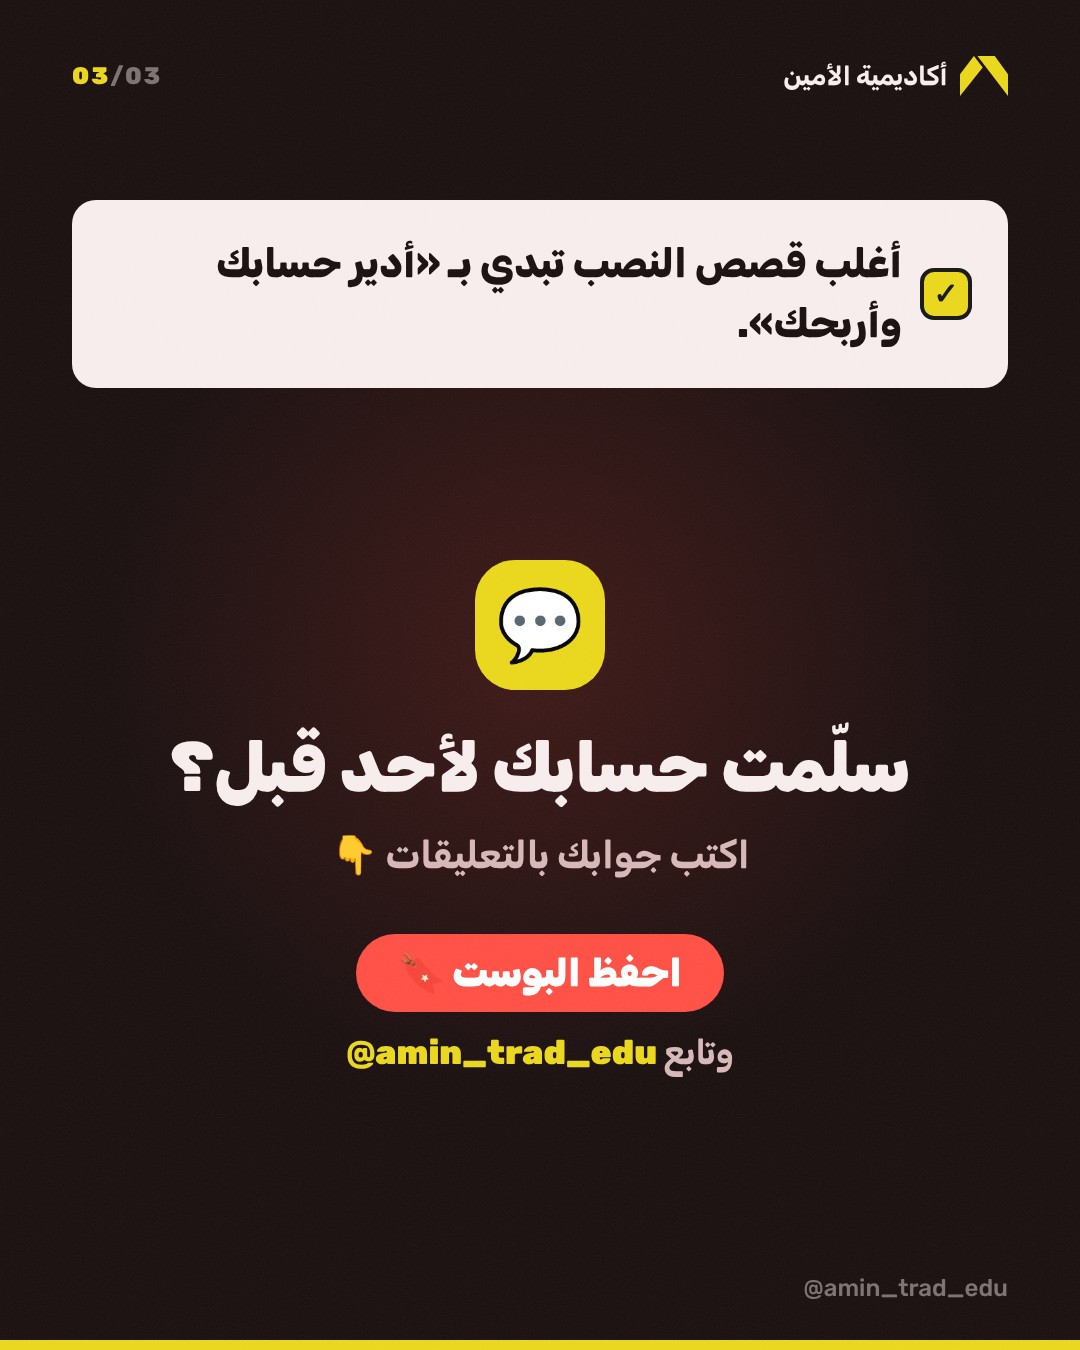 أكاديمية الأمين
03/03
أغلب قصص النصب تبدي بـ «أدير حسابك
وأربحك».
سلّمت حسابك لأحد قبل؟
اكتب جوابك بالتعليقات 👇
احفظ البوست 🔖
وتابع @amin_trad_edu
@amin_trad_edu